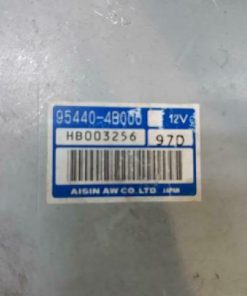 95440-4B000 12V
HB003256 97D
AISIN AW CO.,LTD JAPAN